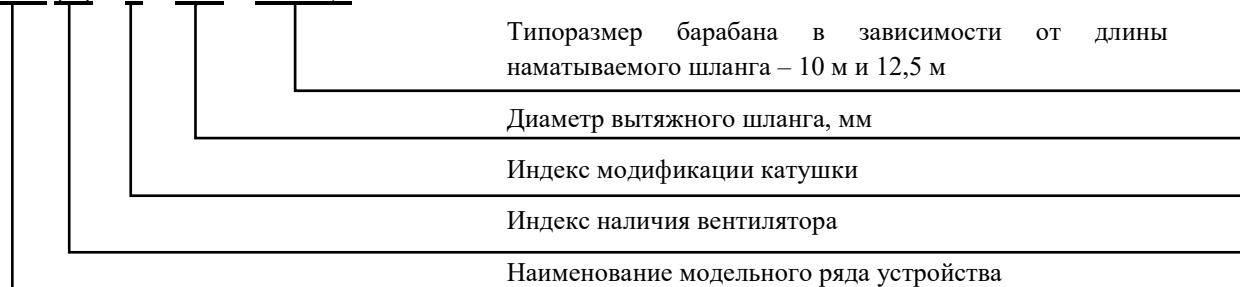 Типоразмер барабана в зависимости от длины
наматываемого шланга – 10 м и 12,5 м
Диаметр вытяжного шланга, мм
Индекс модификации катушки
Индекс наличия вентилятора
Наименование модельного ряда устройства